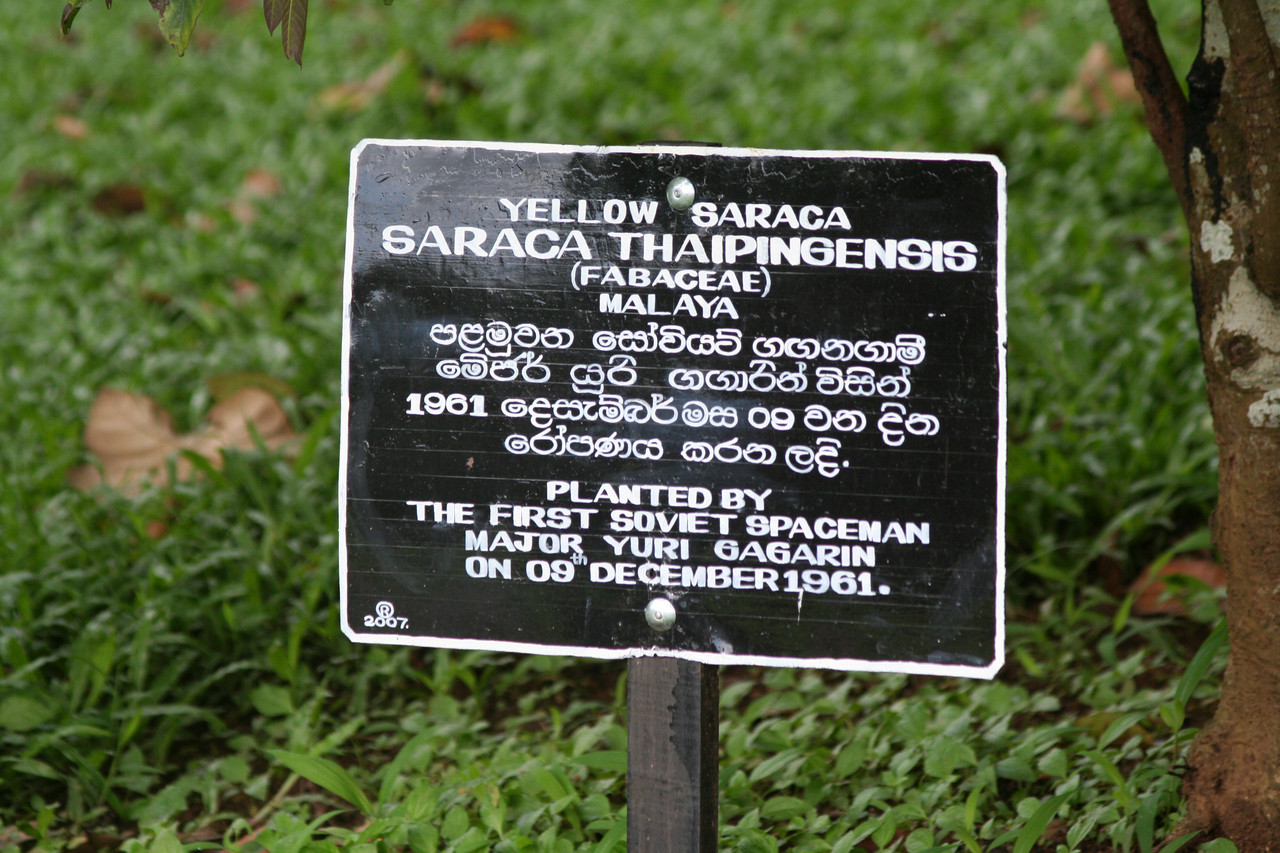 YELLOW SARACA
SARACA THAIPINGENSIS
(FABACEAE)
MALAYA
පළමුවන සෝවියට් ගඟනගාමී
මේජර් යූරි ගගාරින් විසින්
1961 දෙසැම්බර් මස 09 වන දින
රෝපණය කරන ලදි.
PLANTED BY
THE FIRST SOVIET SPACEMAN
MAJOR YURI GAGARIN
ON 09th DECEMBER 1961.
®
2007.